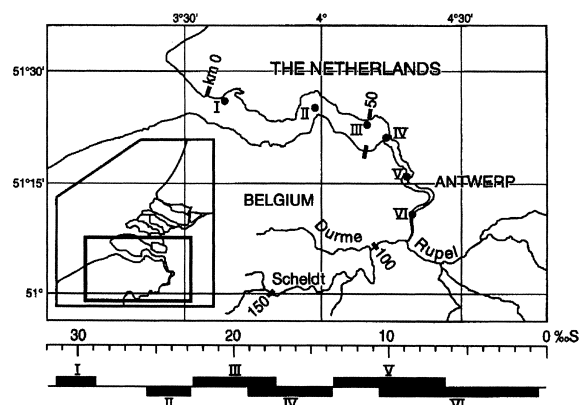 3°30' 4° 4°30'
51°30'
km 0
THE NETHERLANDS
I
II
50
III
IV
51°15'
V
ANTWERP
BELGIUM
VI
Durme
Rupel
100
Scheldt
51°
150
30 20 10 0 ‰S
I III V
II IV VI